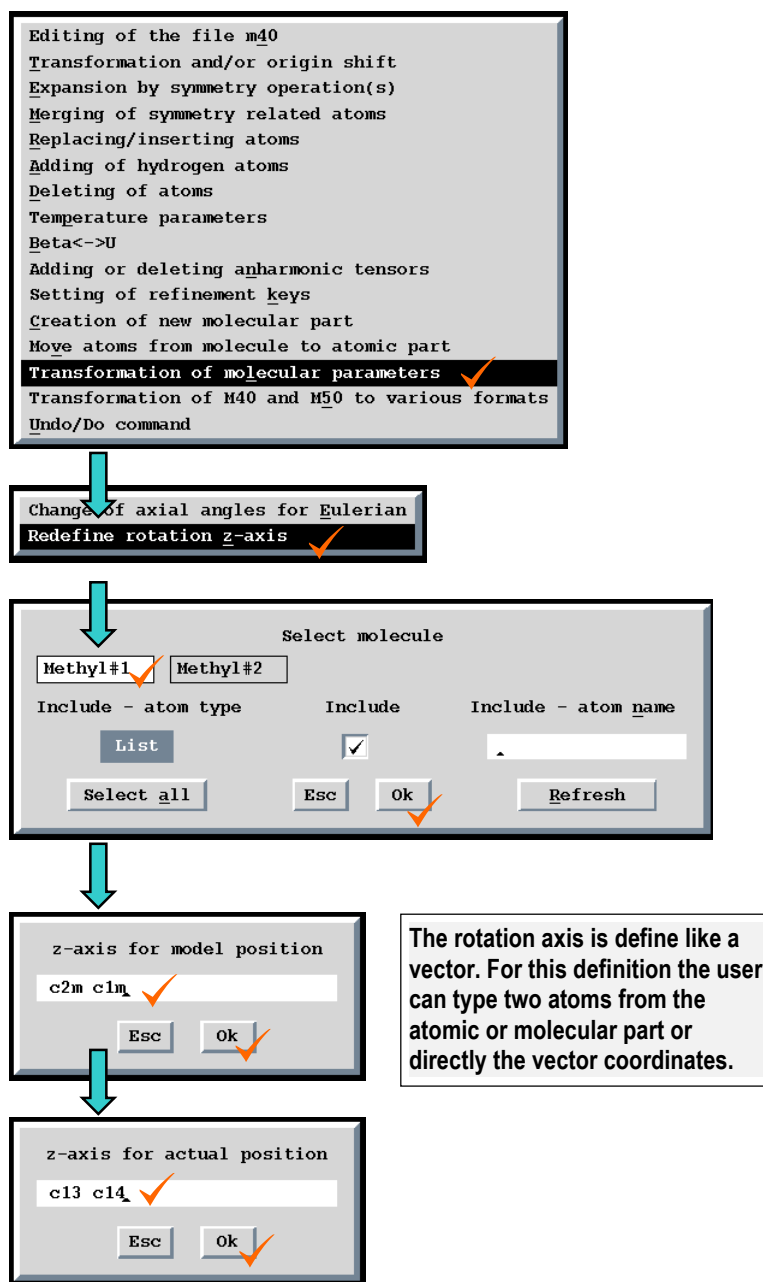 Editing of the file m40
Transformation and/or origin shift
Expansion by symmetry operation(s)
Merging of symmetry related atoms
Replacing/inserting atoms
Adding of hydrogen atoms
Deleting of atoms
Temperature parameters
Beta<->U
Adding or deleting anharmonic tensors
Setting of refinement keys
Creation of new molecular part
Move atoms from molecule to atomic part
Transformation of molecular parameters
Transformation of M40 and M50 to various formats
Undo/Do command
Change of axial angles for Eulerian
Redefine rotation z-axis
Select molecule
Methyl#1 Methyl#2
Include - atom type Include Include - atom name
List
Select all Esc Ok Refresh
z-axis for model position
c2m c1m
Esc Ok
The rotation axis is define like a
vector. For this definition the user
can type two atoms from the
atomic or molecular part or
directly the vector coordinates.
z-axis for actual position
c13 c14
Esc Ok